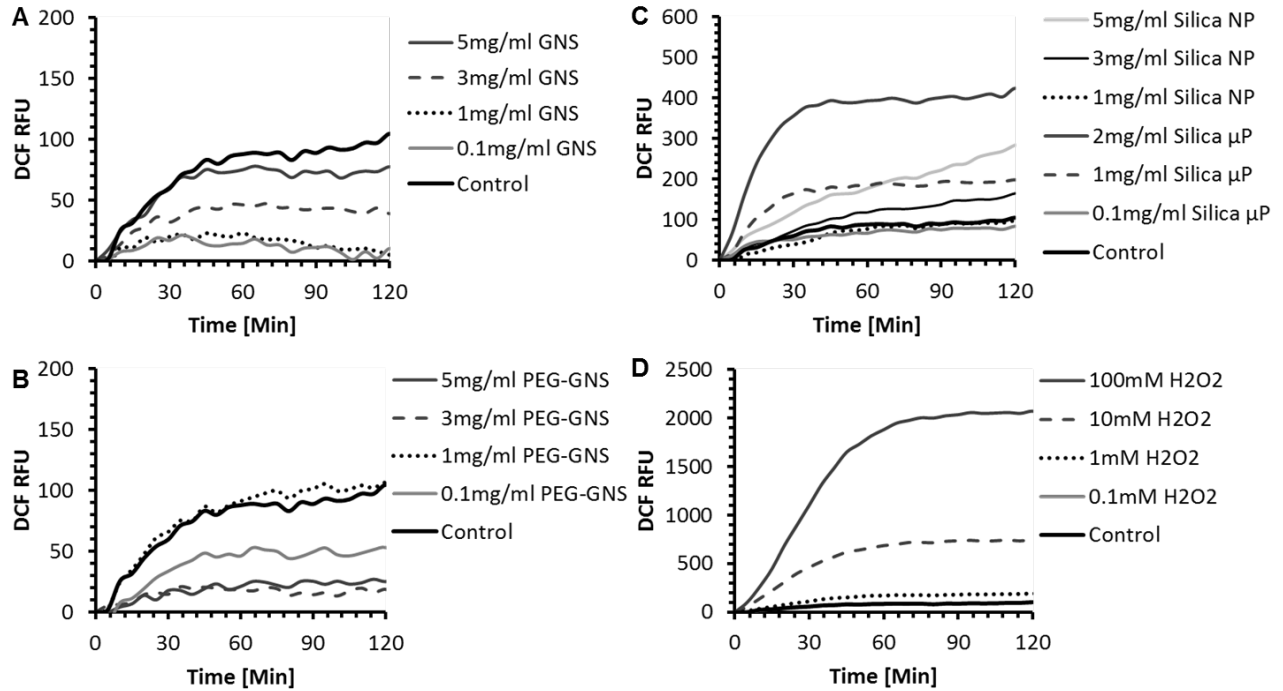 A
200
150
100
50
0
DCF RFU
0 30 60 90 120
Time [Min]
5mg/ml GNS
3mg/ml GNS
1mg/ml GNS
0.1mg/ml GNS
Control
C
600
500
400
300
200
100
0
DCF RFU
0 30 60 90 120
Time [Min]
5mg/ml Silica NP
3mg/ml Silica NP
1mg/ml Silica NP
2mg/ml Silica µP
1mg/ml Silica µP
0.1mg/ml Silica µP
Control
B
200
150
100
50
0
DCF RFU
0 30 60 90 120
Time [Min]
5mg/ml PEG-GNS
3mg/ml PEG-GNS
1mg/ml PEG-GNS
0.1mg/ml PEG-GNS
Control
D
2500
2000
1500
1000
500
0
DCF RFU
0 30 60 90 120
Time [Min]
100mM H2O2
10mM H2O2
1mM H2O2
0.1mM H2O2
Control